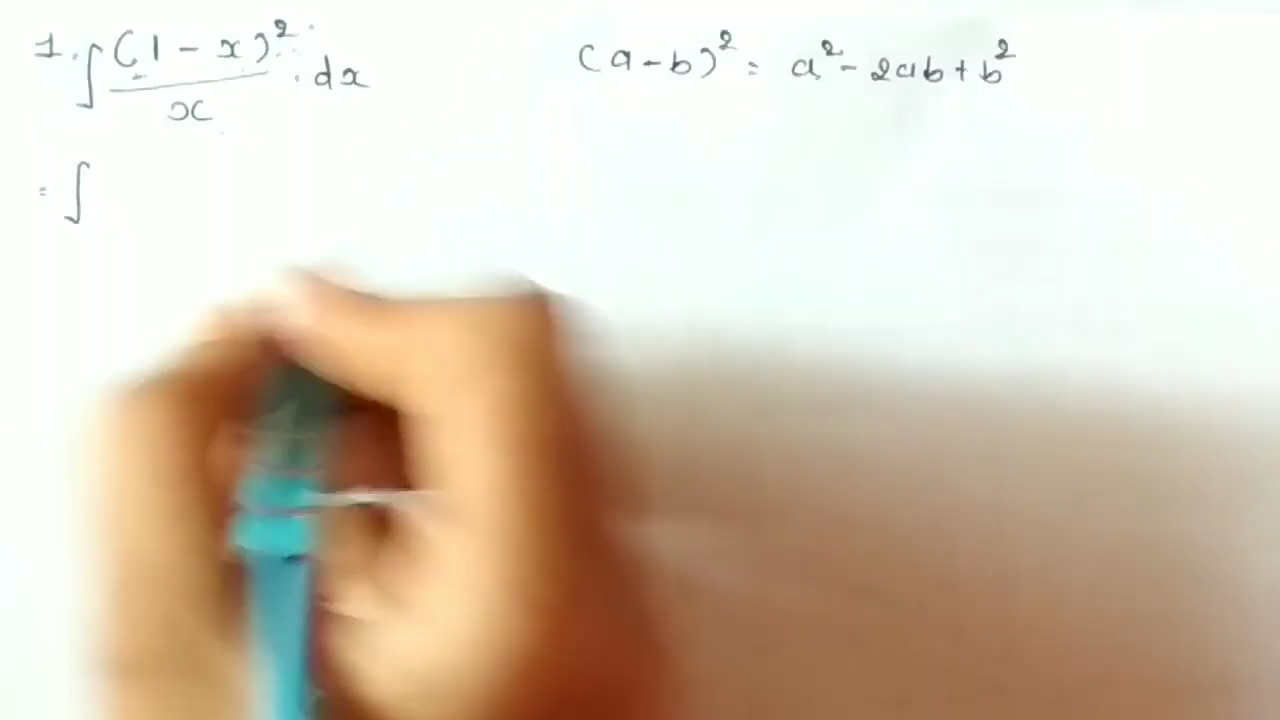 1. ∫ (1 - x)² / x . dx
(a-b)² = a² - 2ab + b²
= ∫